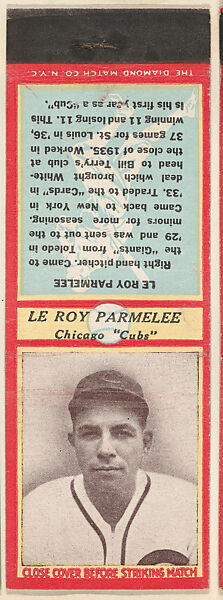 THE DIAMOND MATCH CO. N.Y.C.
LE ROY PARMELEE
Right hand pitcher. Came to
the "Giants" from Toledo in
'29 and was sent out to the
minors for more seasoning.
Came back to New York in
'33. Traded to the "Cards" in
deal which brought White-
head to Bill Terry's club at
the close of 1935. Worked in
37 games for St. Louis in '36,
winning 11 and losing 11. This
is his first year as a "Cub".
LE ROY PARMELEE
Chicago "Cubs"
CLOSE COVER BEFORE STRIKING MATCH